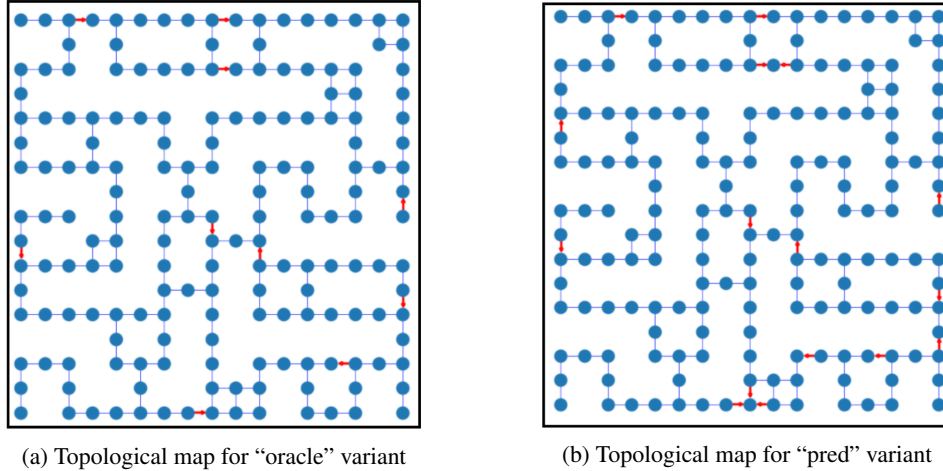 (a) Topological map for “oracle” variant
(b) Topological map for “pred” variant